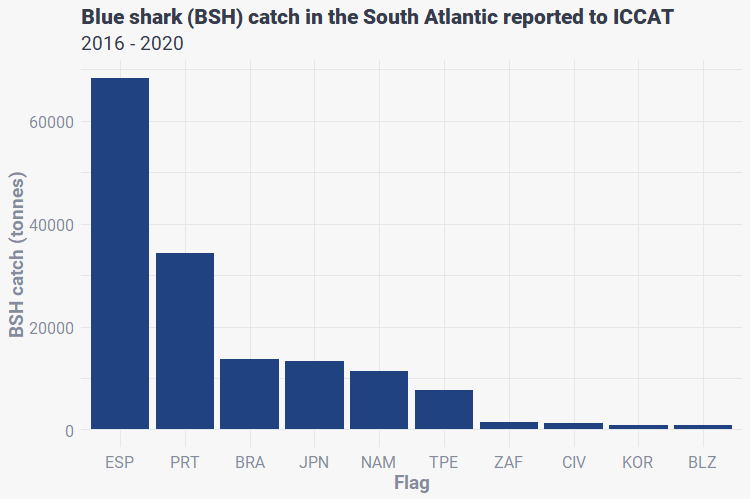 Blue shark (BSH) catch in the South Atlantic reported to ICCAT
2016 - 2020
BSH catch (tonnes)
60000
40000
20000
0
ESP PRT BRA JPN NAM TPE ZAF CIV KOR BLZ
Flag